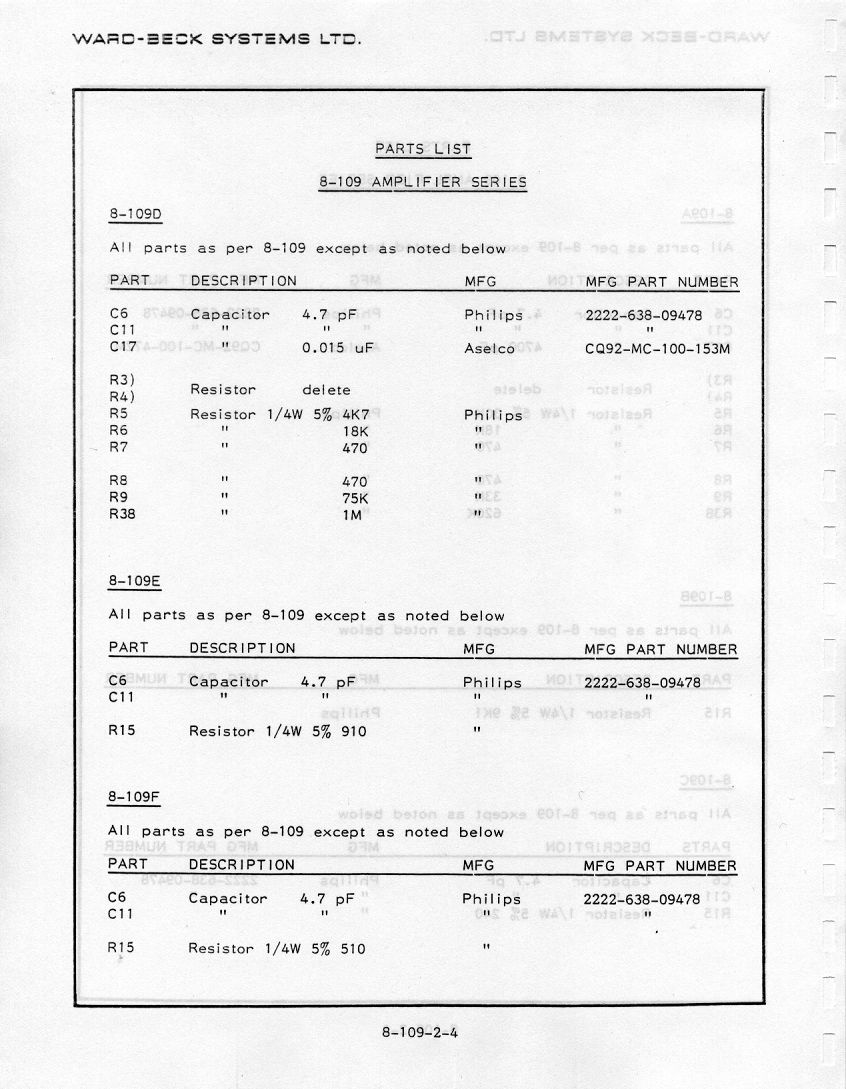 WARD-BECK SYSTEMS LTD.
PARTS LIST
8-109 AMPLIFIER SERIES
8-109D
All parts as per 8-109 except as noted below
PART DESCRIPTION MFG MFG PART NUMBER
C6 Capacitor 4.7 pF Philips 2222-638-09478
C11 " " " "
C17 " 0.015 uF Aselco CQ92-MC-100-153M
R3)
R4) Resistor delete
R5 Resistor 1/4W 5% 4K7 Philips
R6 " 18K "
R7 " 470 "
R8 " 470 "
R9 " 75K "
R38 " 1M "
8-109E
All parts as per 8-109 except as noted below
PART DESCRIPTION MFG MFG PART NUMBER
C6 Capacitor 4.7 pF Philips 2222-638-09478
C11 " " " "
R15 Resistor 1/4W 5% 910 "
8-109F
All parts as per 8-109 except as noted below
PART DESCRIPTION MFG MFG PART NUMBER
C6 Capacitor 4.7 pF Philips 2222-638-09478
C11 " " " "
R15 Resistor 1/4W 5% 510 "
8-109-2-4